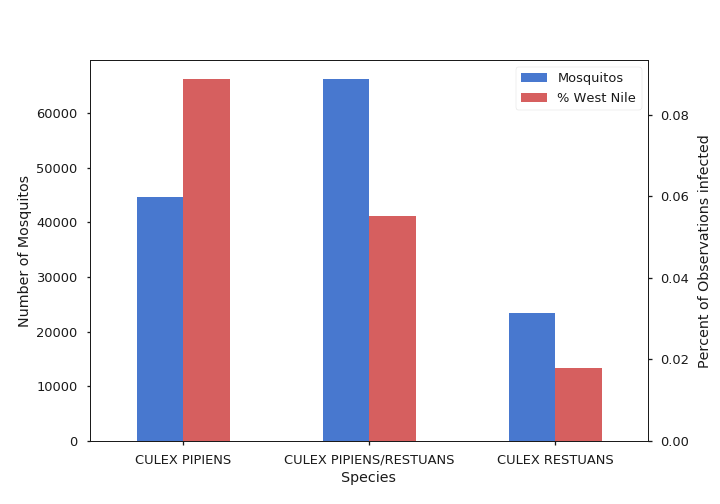 Mosquitos
% West Nile
60000
50000
40000
30000
20000
10000
0
Number of Mosquitos
0.08
0.06
0.04
0.02
0.00
Percent of Observations infected
CULEX PIPIENS
CULEX PIPIENS/RESTUANS
CULEX RESTUANS
Species